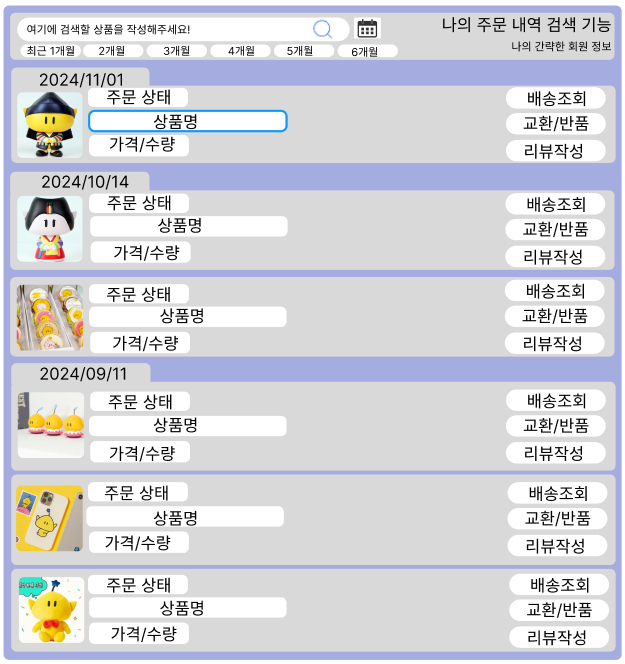 나의 주문 내역 검색 기능
여기에 검색할 상품을 작성해주세요!
나의 간략한 회원 정보
최근 1개월 2개월 3개월 4개월 5개월 6개월
2024/11/01
주문 상태 배송조회
상품명 교환/반품
가격/수량 리뷰작성
2024/10/14
주문 상태 배송조회
상품명 교환/반품
가격/수량 리뷰작성
주문 상태 배송조회
상품명 교환/반품
가격/수량 리뷰작성
2024/09/11
주문 상태 배송조회
상품명 교환/반품
가격/수량 리뷰작성
주문 상태 배송조회
상품명 교환/반품
가격/수량 리뷰작성
주문 상태 배송조회
상품명 교환/반품
가격/수량 리뷰작성